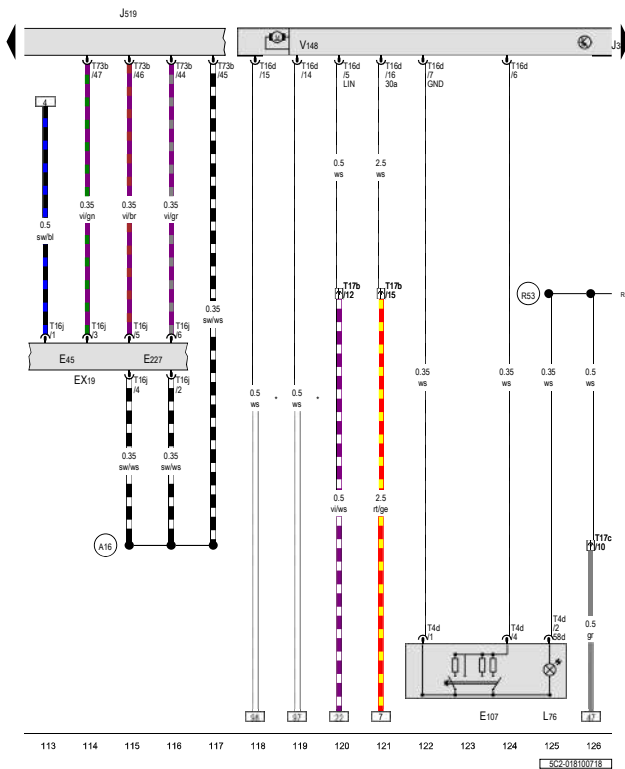 J519
V148
J3
T73b /47
T73b /46
T73b /44
T73b /45
T16d /15
T16d /14
T16d /5 LIN
T16d /16 30a
T16d /7 GND
T16d /6
4
0.5 ws
2.5 ws
0.5 sw/bl
0.35 vi/gn
0.35 vi/br
0.35 vi/gr
T17b /12
T17b /15
R53
R
0.35 sw/ws
T16j /1
T16j /3
T16j /5
T16j /6
E45
E227
EX19
T16j /4
T16j /2
0.5 ws
*
0.5 ws
*
0.35 ws
0.35 ws
0.35 ws
0.5 ws
0.35 sw/ws
0.35 sw/ws
0.5 vi/ws
2.5 rt/ge
A16
T17c /10
T4d /1
T4d /4
T4d /2 58d
0.5 gr
98
97
22
7
E107
L76
47
113 114 115 116 117 118 119 120 121 122 123 124 125 126
5C2-018100718